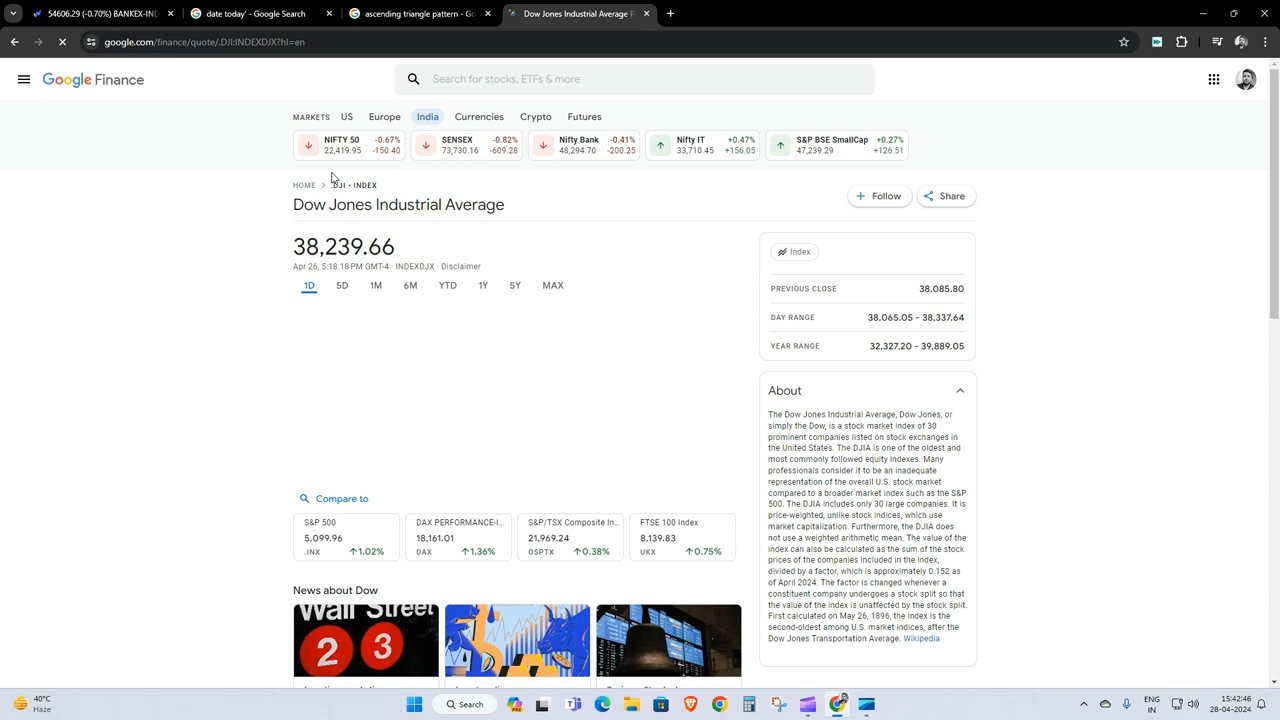 54606.29 (-0.70%) BANKEX-IND
date today' - Google Search
ascending triangle pattern - Go
Dow Jones Industrial Average P
google.com/finance/quote/.DJI:INDEXDJX?hl=en
Google Finance
Search for stocks, ETFs & more
MARKETS US Europe India Currencies Crypto Futures
NIFTY 50 -0.67%
22,419.95 -150.40
SENSEX -0.82%
73,730.16 -609.28
Nifty Bank -0.41%
48,294.70 -200.25
Nifty IT +0.47%
33,710.45 +156.05
S&P BSE SmallCap +0.27%
47,239.29 +126.51
HOME .DJI • INDEX
Dow Jones Industrial Average
Follow
Share
38,239.66
Apr 26, 5:18:18 PM GMT-4 · INDEXDJX · Disclaimer
1D 5D 1M 6M YTD 1Y 5Y MAX
Index
PREVIOUS CLOSE 38,085.80
DAY RANGE 38,065.05 - 38,337.64
YEAR RANGE 32,327.20 - 39,889.05
About
The Dow Jones Industrial Average, Dow Jones, or
simply the Dow, is a stock market index of 30
prominent companies listed on stock exchanges in
the United States. The DJIA is one of the oldest and
most commonly followed equity indexes. Many
professionals consider it to be an inadequate
representation of the overall U.S. stock market
compared to a broader market index such as the S&P
500. The DJIA includes only 30 large companies. It is
price-weighted, unlike stock indices, which use
market capitalization. Furthermore, the DJIA does
not use a weighted arithmetic mean. The value of the
index can also be calculated as the sum of the stock
prices of the companies included in the index,
divided by a factor, which is approximately 0.152 as
of April 2024. The factor is changed whenever a
constituent company undergoes a stock split so that
the value of the index is unaffected by the stock split.
First calculated on May 26, 1896, the index is the
second-oldest among U.S. market indices, after the
Dow Jones Transportation Average. Wikipedia
Compare to
S&P 500
5,099.96
.INX 1.02%
DAX PERFORMANCE-I...
18,161.01
DAX 1.36%
S&P/TSX Composite In...
21,969.24
OSPTX 0.38%
FTSE 100 Index
8,139.83
UKX 0.75%
News about Dow
Wall Street
2 3
40°C
Haze
Search
ENG
IN
15:42:46
28-04-2024